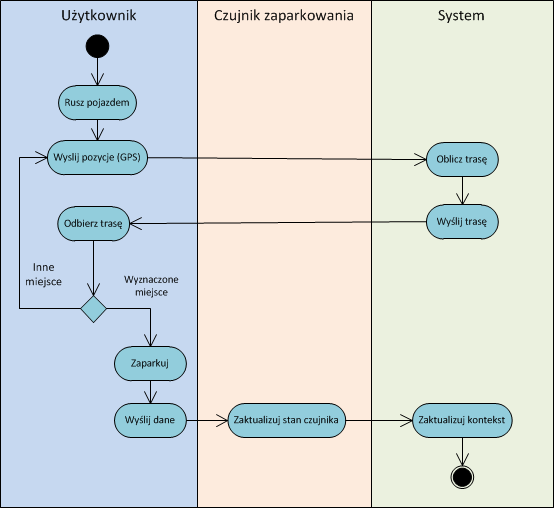 Użytkownik
Czujnik zaparkowania
System
Rusz pojazdem
Wyslij pozycje (GPS)
Oblicz trasę
Wyślij trasę
Odbierz trasę
Inne
miejsce
Wyznaczone
miejsce
Zaparkuj
Wyślij dane
Zaktualizuj stan czujnika
Zaktualizuj kontekst